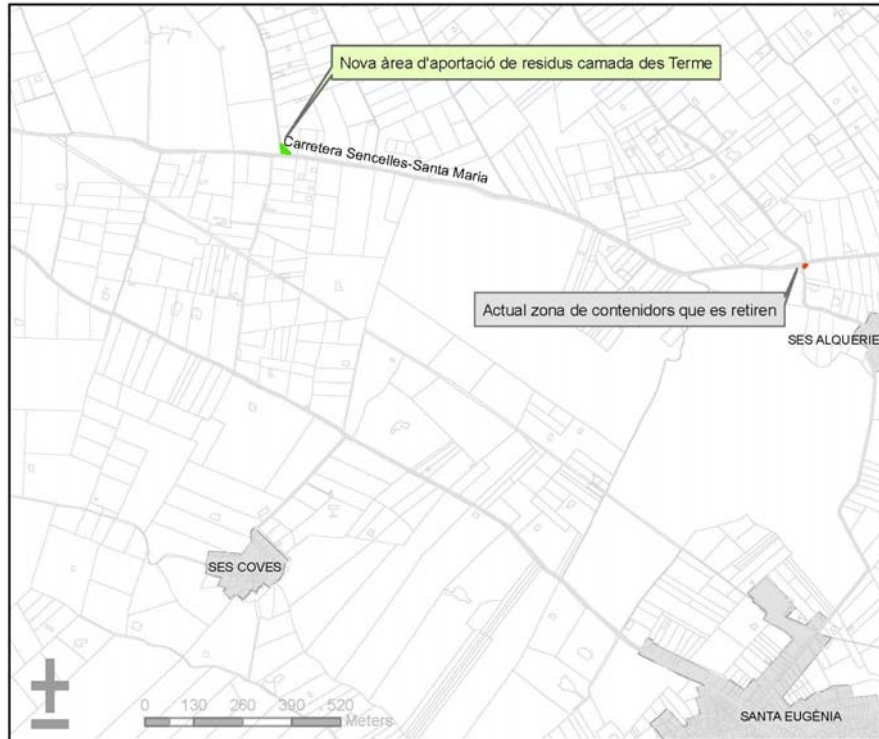 Nova àrea d'aportació de residus camada des Terme
Carretera Sencelles-Santa Maria
Actual zona de contenidors que es retiren
SES ALQUERIE
SES COVES
0 130 260 390 520
Meters
SANTA EUGÈNIA